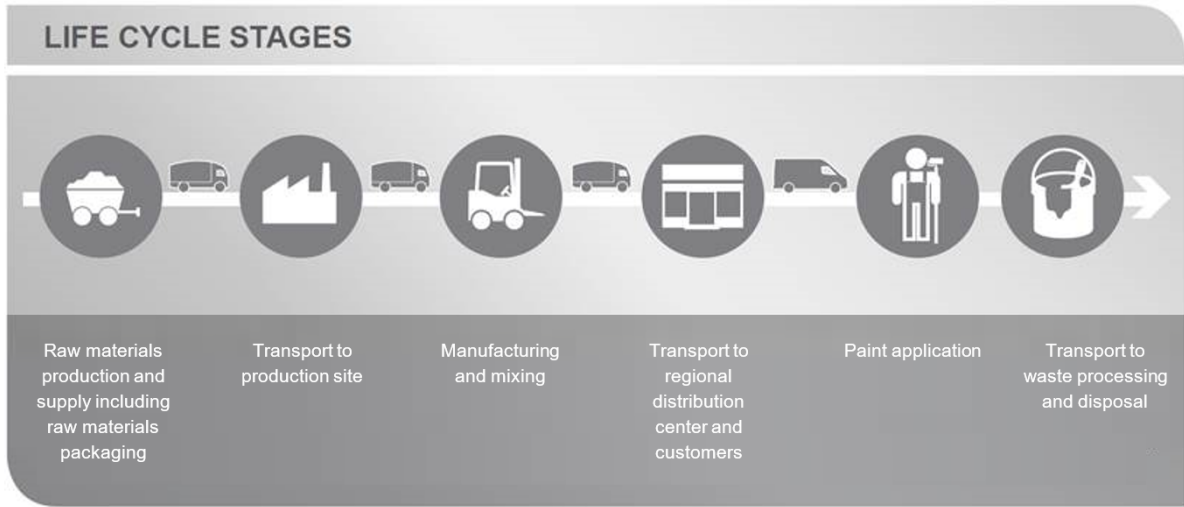 LIFE CYCLE STAGES
Raw materials
production and
supply including
raw materials
packaging
Transport to
production site
Manufacturing
and mixing
Transport to
regional
distribution
center and
customers
Paint application
Transport to
waste processing
and disposal